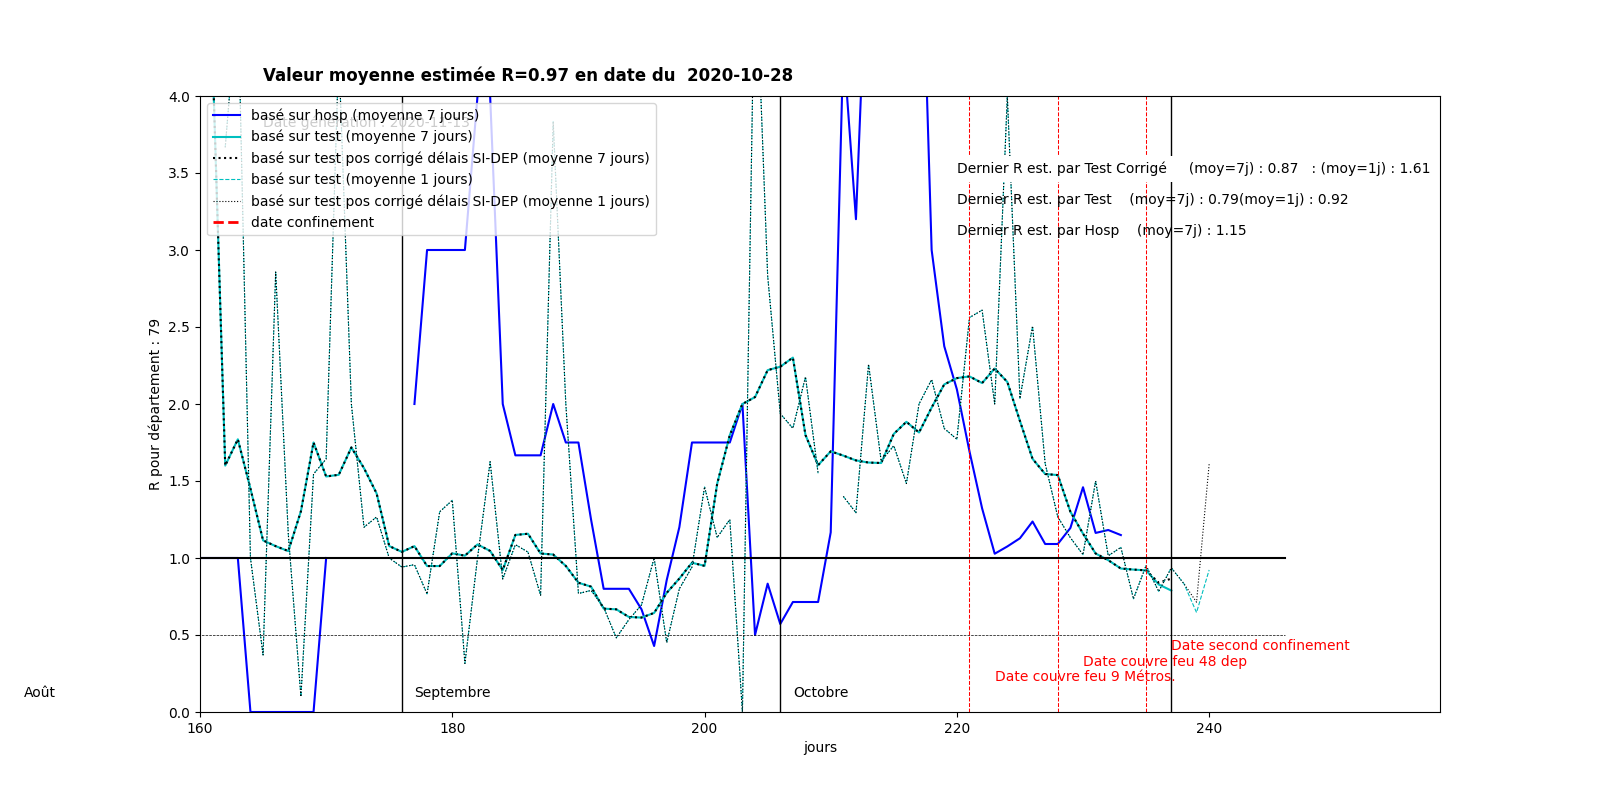 Valeur moyenne estimée R=0.97 en date du  2020-10-28
Date génération : 2020-11-13
basé sur hosp (moyenne 7 jours)
basé sur test (moyenne 7 jours)
basé sur test pos corrigé délais SI-DEP (moyenne 7 jours)
basé sur test (moyenne 1 jours)
basé sur test pos corrigé délais SI-DEP (moyenne 1 jours)
date confinement
Dernier R est. par Test Corrigé     (moy=7j) : 0.87   : (moy=1j) : 1.61
Dernier R est. par Test    (moy=7j) : 0.79(moy=1j) : 0.92
Dernier R est. par Hosp    (moy=7j) : 1.15
R pour département : 79
4.0
3.5
3.0
2.5
2.0
1.5
1.0
0.5
0.0
Date second confinement
Date couvre feu 48 dep
Date couvre feu 9 Métros.
Août
Septembre
Octobre
160
180
200
220
240
jours